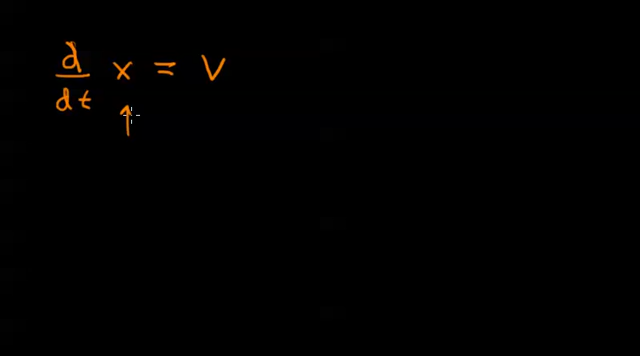 d/dt x = V
↑